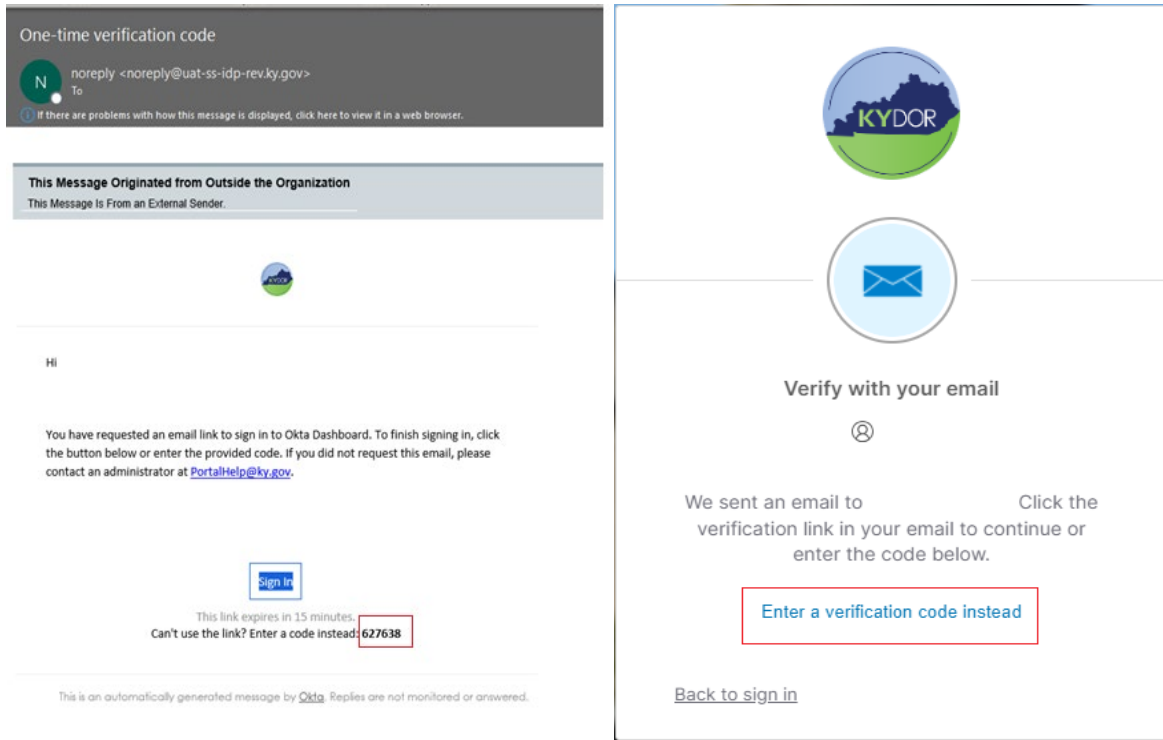 One-time verification code
N
noreply <noreply@uat-ss-idp-rev.ky.gov>
To
If there are problems with how this message is displayed, click here to view it in a web browser.
This Message Originated from Outside the Organization
This Message Is From an External Sender.
KYDOR
Hi
You have requested an email link to sign in to Okta Dashboard. To finish signing in, click
the button below or enter the provided code. If you did not request this email, please
contact an administrator at PortalHelp@ky.gov.
Sign In
This link expires in 15 minutes.
Can't use the link? Enter a code instead: 627638
This is an automatically generated message by Okta. Replies are not monitored or answered.
KYDOR
Verify with your email
We sent an email to Click the
verification link in your email to continue or
enter the code below.
Enter a verification code instead
Back to sign in